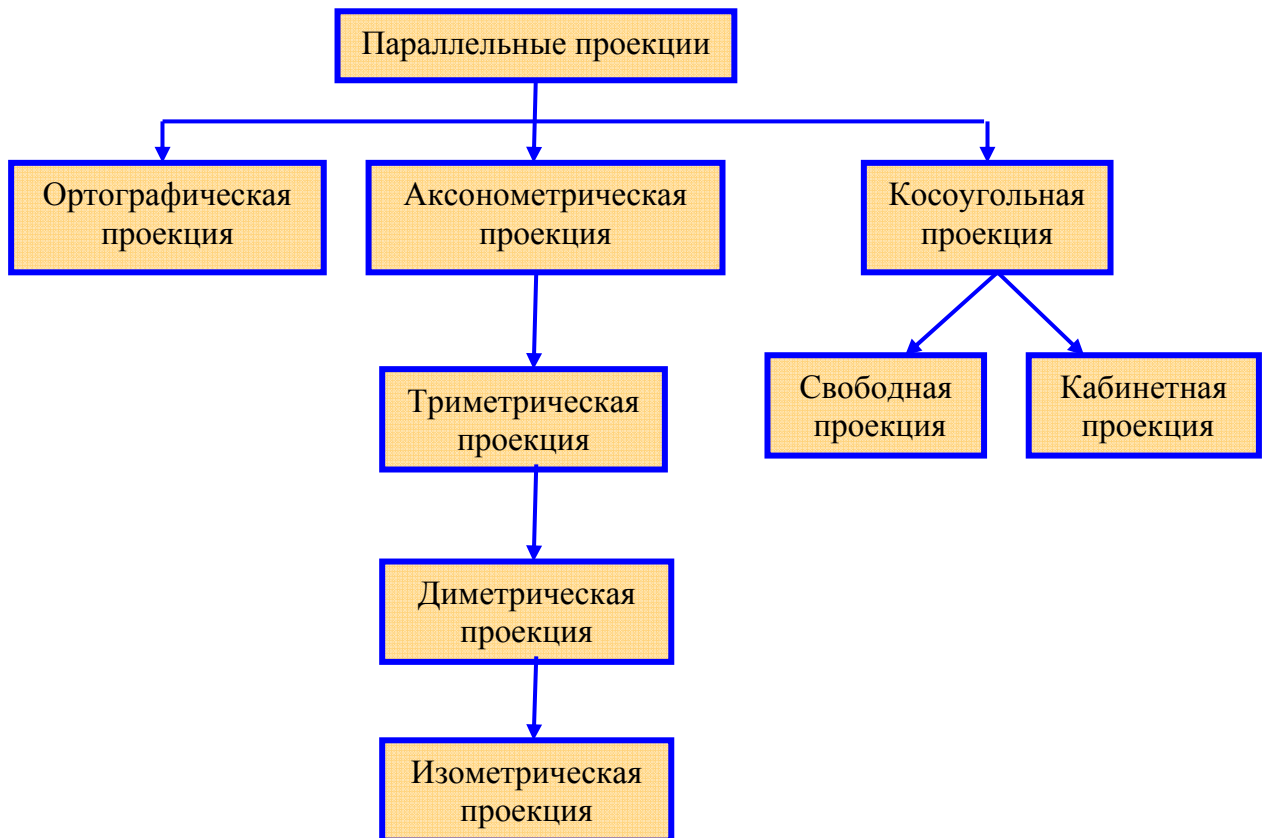 Параллельные проекции
Ортографическая
проекция
Аксонометрическая
проекция
Косоугольная
проекция
Триметрическая
проекция
Свободная
проекция
Кабинетная
проекция
Диметрическая
проекция
Изометрическая
проекция